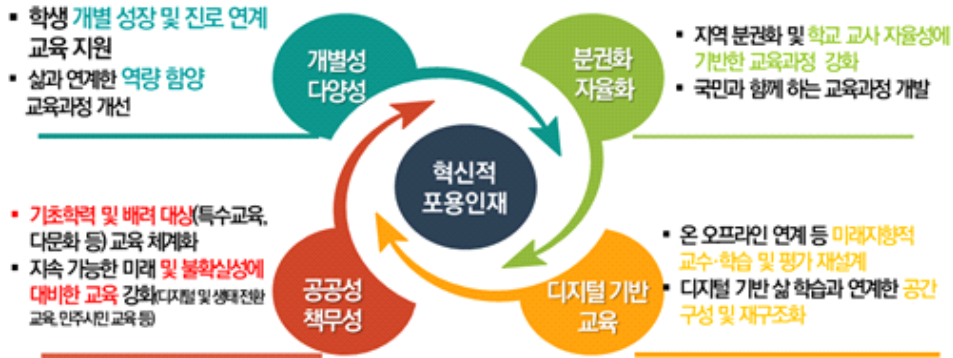 ▪ 학생 개별 성장 및 진로 연계
교육 지원
▪ 삶과 연계한 역량 함양
교육과정 개선
개별성
다양성
분권화
자율화
▪ 지역 분권화 및 학교 교사 자율성에
기반한 교육과정 강화
▪ 국민과 함께 하는 교육과정 개발
혁신적
포용인재
▪ 기초학력 및 배려 대상(특수교육,
다문화 등) 교육 체계화
▪ 지속 가능한 미래 및 불확실성에
대비한 교육 강화(디지털 및 생태 전환
교육, 민주시민 교육 등)
공공성
책무성
디지털 기반
교육
▪ 온 오프라인 연계 등 미래지향적
교수·학습 및 평가 재설계
▪ 디지털 기반 삶 학습과 연계한 공간
구성 및 재구조화